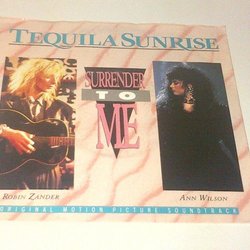 TEQUILA SUNRISE
SURRENDER
TO
ME
ROBIN ZANDER
ANN WILSON
ORIGINAL MOTION PICTURE SOUNDTRACK